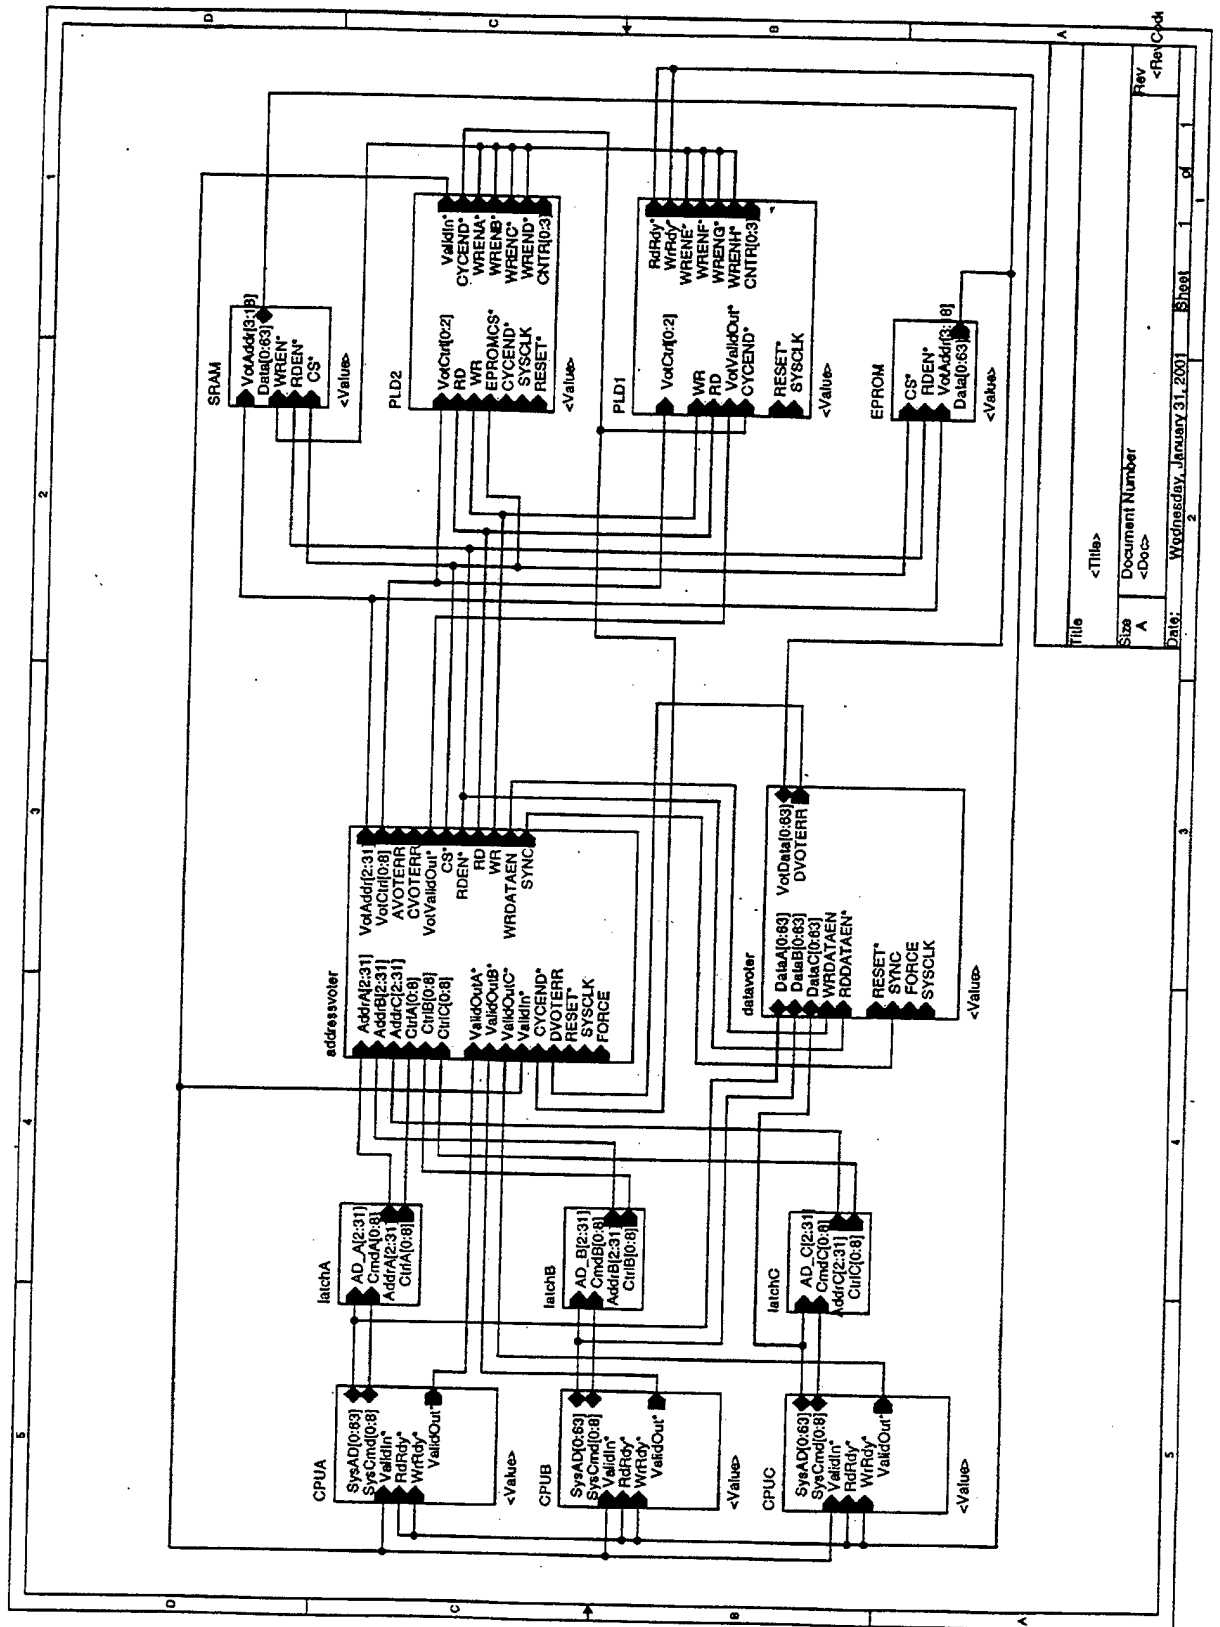 D
C
B
A
5
4
3
2
1
CPUA
SysAD[0:63]
SysCmd[0:8]
ValidIn*
RdRdy*
WrRdy*
ValidOut*
<Value>
CPUB
SysAD[0:63]
SysCmd[0:8]
ValidIn*
RdRdy*
WrRdy*
ValidOut*
<Value>
CPUC
SysAD[0:63]
SysCmd[0:8]
ValidIn*
RdRdy*
WrRdy*
ValidOut*
<Value>
latchA
AD_A[2:31]
CmdA[0:8]
AddrA[2:31]
CtrlA[0:8]
latchB
AD_B[2:31]
CmdB[0:8]
AddrB[2:31]
CtrlB[0:8]
latchC
AD_C[2:31]
CmdC[0:8]
AddrC[2:31]
CtrlC[0:8]
addressvoter
AddrA[2:31]
AddrB[2:31]
AddrC[2:31]
CtrlA[0:8]
CtrlB[0:8]
CtrlC[0:8]
ValidOutA*
ValidOutB*
ValidOutC*
ValidIn*
CYCEND*
DVOTERR
RESET*
SYSCLK
FORCE
VotAddr[2:31]
VotCtrl[0:8]
AVOTERR
CVOTERR
VotValidOut*
CS*
RDEN*
RD
WR
WRDATAEN
SYNC
datavoter
DataA[0:63]
DataB[0:63]
DataC[0:63]
WRDATAEN
RDDATAEN*
RESET*
SYNC
FORCE
SYSCLK
VotData[0:63]
DVOTERR
<Value>
SRAM
VotAddr[3:18]
Data[0:63]
WREN*
RDEN*
CS*
<Value>
PLD2
VotCtrl[0:2]
RD
WR
EPROMCS*
CYCEND*
SYSCLK
RESET*
ValidIn*
CYCEND*
WRENA*
WRENB*
WRENC*
WREND*
CNTR[0:3]
<Value>
PLD1
VotCtrl[0:2]
WR
RD
VotValidOut*
CYCEND*
RESET*
SYSCLK
RdRdy*
WrRdy*
WRENE*
WRENF*
WRENG*
WRENH*
CNTR[0:3]
<Value>
EPROM
CS*
RDEN*
VotAddr[3:18]
Data[0:63]
<Value>
Title
<Title>
Size
A
Document Number
<Doc>
Rev
<RevCode
Date:
Wednesday, January 31, 2001
Sheet
1
of
1
D
C
B
A
5
4
3
2
1